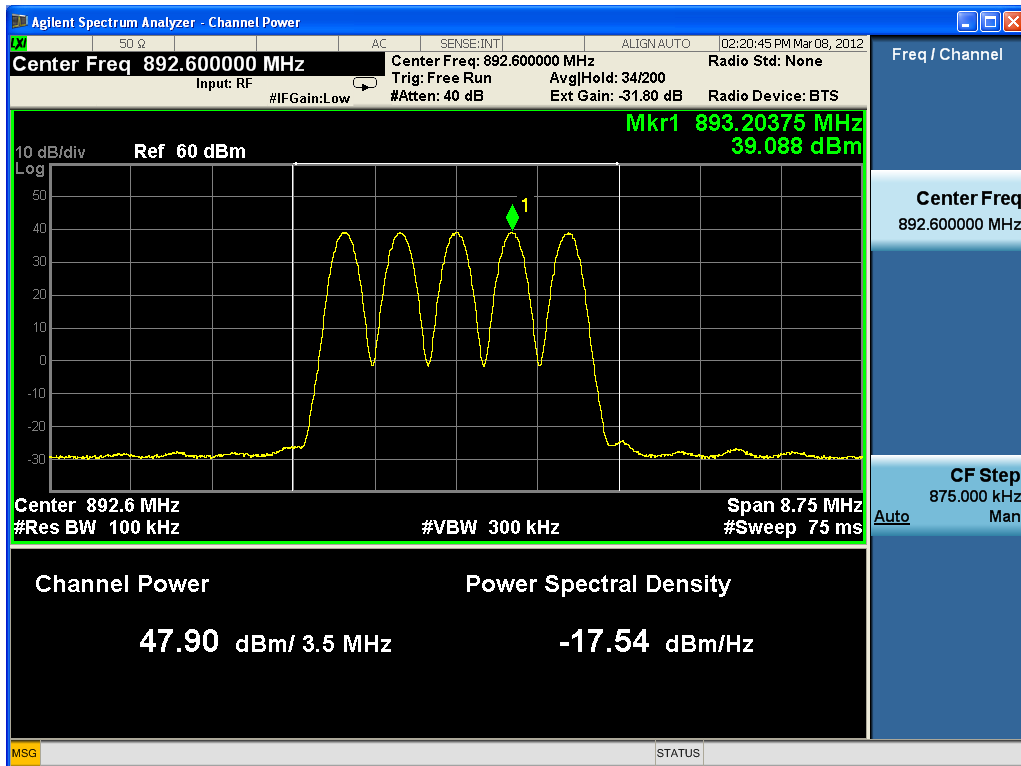 Agilent Spectrum Analyzer - Channel Power
LXI 50 Ω AC SENSE:INT ALIGN AUTO 02:20:45 PM Mar 08, 2012
Center Freq 892.600000 MHz
Input: RF
#IFGain:Low
Center Freq: 892.600000 MHz
Trig: Free Run Avg|Hold: 34/200
#Atten: 40 dB Ext Gain: -31.80 dB
Radio Std: None
Radio Device: BTS
Mkr1 893.20375 MHz
39.088 dBm
10 dB/div
Log
Ref 60 dBm
1
50
40
30
20
10
0
-10
-20
-30
Center 892.6 MHz Span 8.75 MHz
#Res BW 100 kHz #VBW 300 kHz #Sweep 75 ms
Channel Power
47.90 dBm/ 3.5 MHz
Power Spectral Density
-17.54 dBm/Hz
Freq / Channel
Center Freq
892.600000 MHz
CF Step
875.000 kHz
Auto Man
MSG STATUS